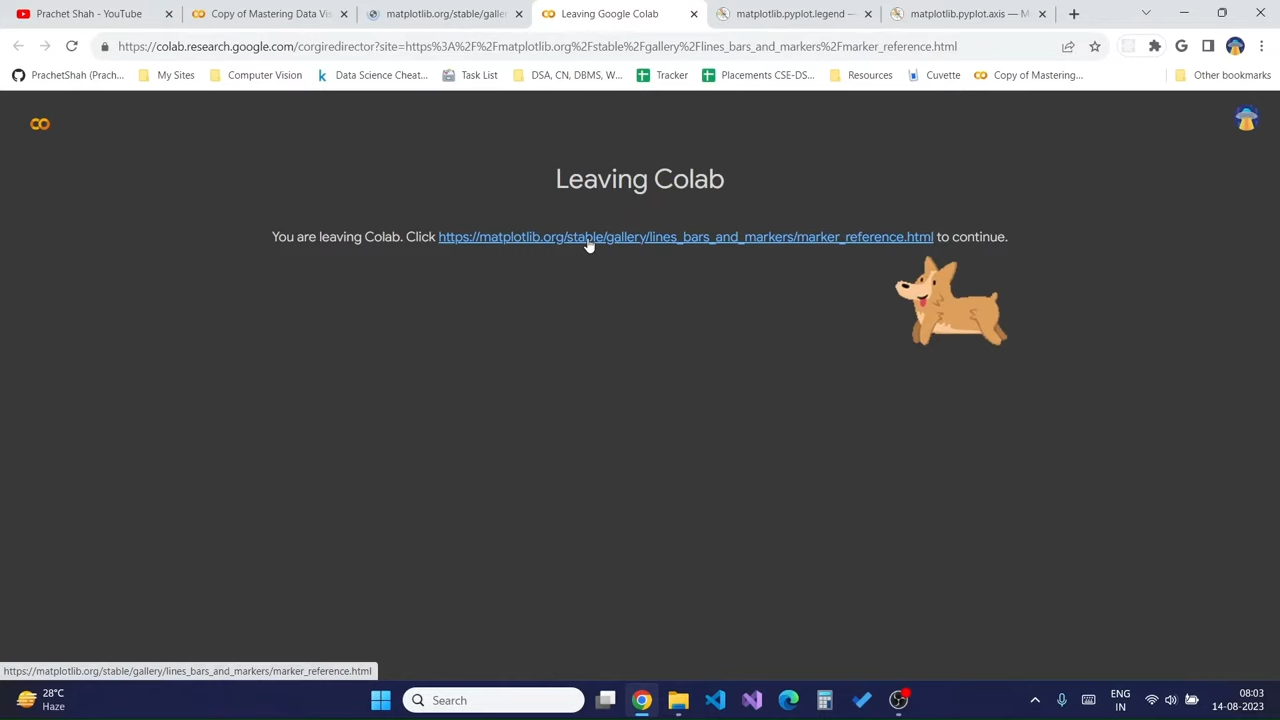 Prachet Shah - YouTube
Copy of Mastering Data Vis
matplotlib.org/stable/galler
Leaving Google Colab
matplotlib.pyplot.legend —
matplotlib.pyplot.axis — M
https://colab.research.google.com/corgiredirector?site=https%3A%2F%2Fmatplotlib.org%2Fstable%2Fgallery%2Flines_bars_and_markers%2Fmarker_reference.html
PrachetShah (Prach...
My Sites
Computer Vision
Data Science Cheat...
Task List
DSA, CN, DBMS, W...
Tracker
Placements CSE-DS...
Resources
Cuvette
Copy of Mastering...
Other bookmarks
Leaving Colab
You are leaving Colab. Click https://matplotlib.org/stable/gallery/lines_bars_and_markers/marker_reference.html to continue.
https://matplotlib.org/stable/gallery/lines_bars_and_markers/marker_reference.html
28°C
Haze
Search
ENG
IN
08:03
14-08-2023